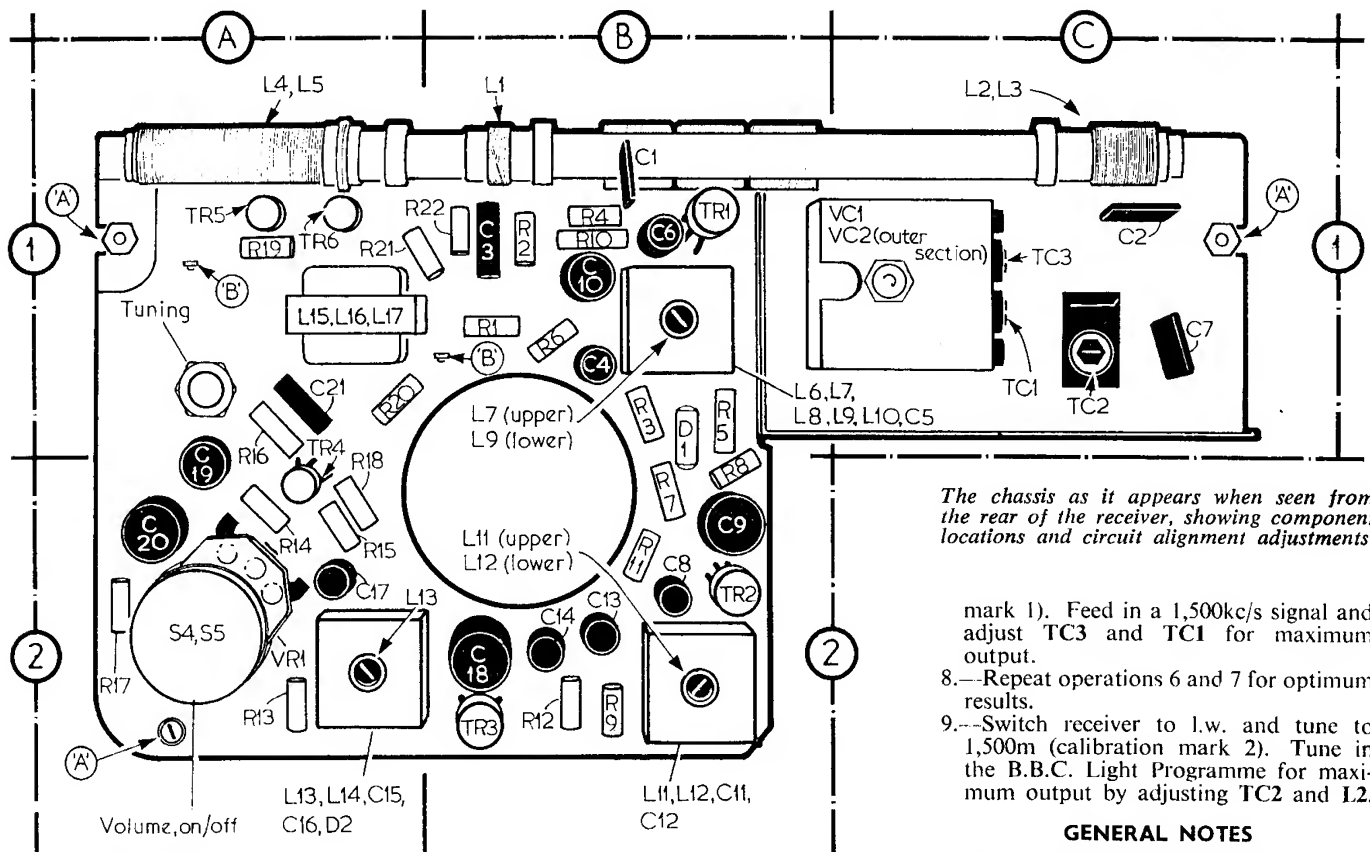 A
B
C
L4, L5
L1
L2, L3
C1
'A'
TR5
TR6
R19
R22
R21
C3
R2
R4
R10
C6
TR1
VC1
VC2(outer
section)
TC3
C2
'A'
1
1
'B'
C10
L15, L16, L17
R1
R6
C4
'B'
Tuning
TC1
TC2
C7
L6, L7,
L8, L9, L10, C5
L7 (upper)
L9 (lower)
C21
R20
R16
TR4
R18
C19
R3
D1
R5
R8
R7
C9
C20
R14
R15
L11 (upper)
L12 (lower)
R11
C8
TR2
C17
L13
C14
C13
R17
S4, S5
VR1
2
2
R13
C18
TR3
R12
R9
'A'
Volume, on/off
L13, L14, C15,
C16, D2
L11, L12, C11,
C12
The chassis as it appears when seen from
the rear of the receiver, showing component
locations and circuit alignment adjustments
mark 1). Feed in a 1,500kc/s signal and
adjust TC3 and TC1 for maximum
output.
8.—Repeat operations 6 and 7 for optimum
results.
9.--Switch receiver to l.w. and tune to
1,500m (calibration mark 2). Tune in
the B.B.C. Light Programme for maxi-
mum output by adjusting TC2 and L2.
GENERAL NOTES